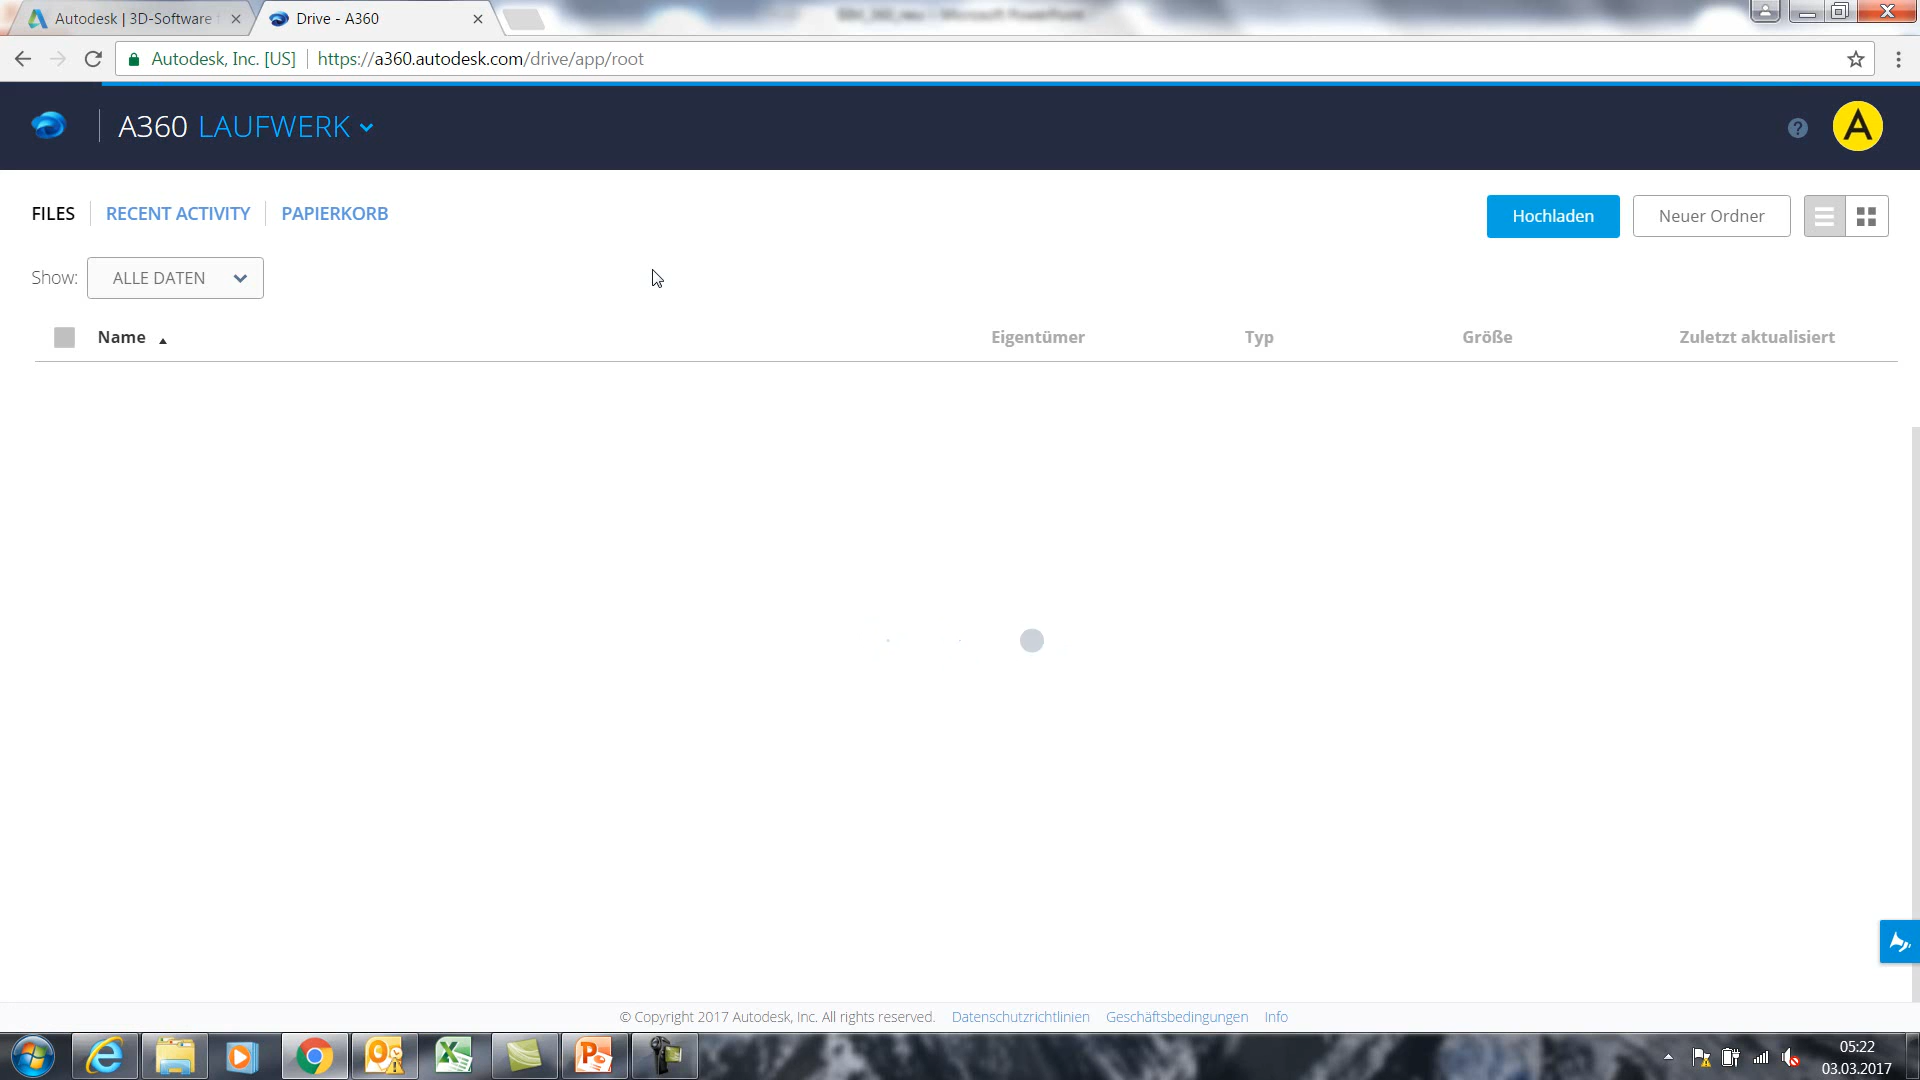 Autodesk | 3D-Software
Drive - A360
Autodesk, Inc. [US]
https://a360.autodesk.com/drive/app/root
A360 LAUFWERK
?
A
FILES
RECENT ACTIVITY
PAPIERKORB
Hochladen
Neuer Ordner
Show:
ALLE DATEN
Name
Eigentümer
Typ
Größe
Zuletzt aktualisiert
© Copyright 2017 Autodesk, Inc. All rights reserved.
Datenschutzrichtlinien
Geschäftsbedingungen
Info
05:22
03.03.2017